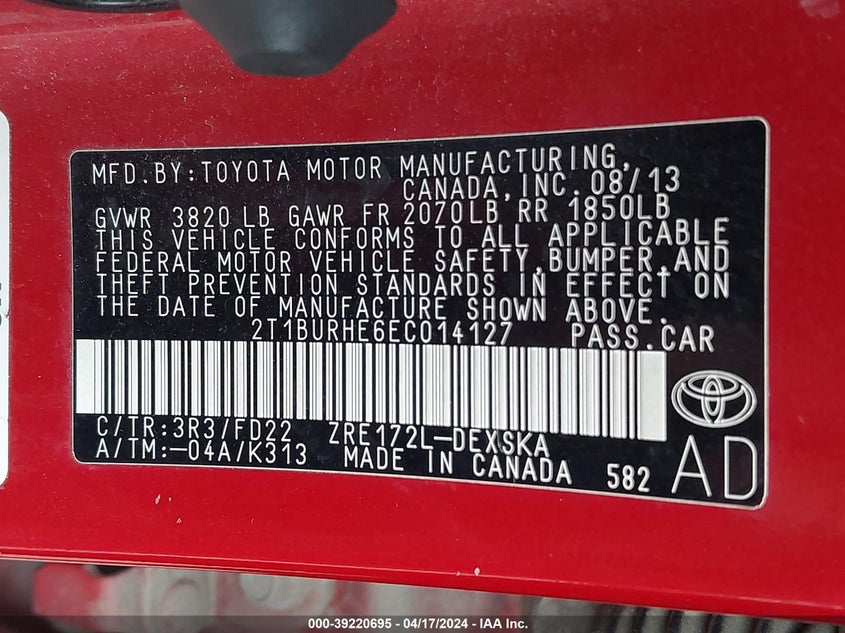 MFD.BY:TOYOTA MOTOR MANUFACTURING,
CANADA,INC. 08/13
GVWR 3820 LB GAWR FR 2070LB RR 1850LB
THIS VEHICLE CONFORMS TO ALL APPLICABLE
FEDERAL MOTOR VEHICLE SAFETY,BUMPER,AND
THEFT PREVENTION STANDARDS IN EFFECT ON
THE DATE OF MANUFACTURE SHOWN ABOVE.
2T1BURHE6EC014127 PASS.CAR
C/TR:3R3/FD22 ZRE172L-DEXSKA
A/TM:-04A/K313 MADE IN CANADA 582
AD
000-39220695 - 04/17/2024 - IAA Inc.